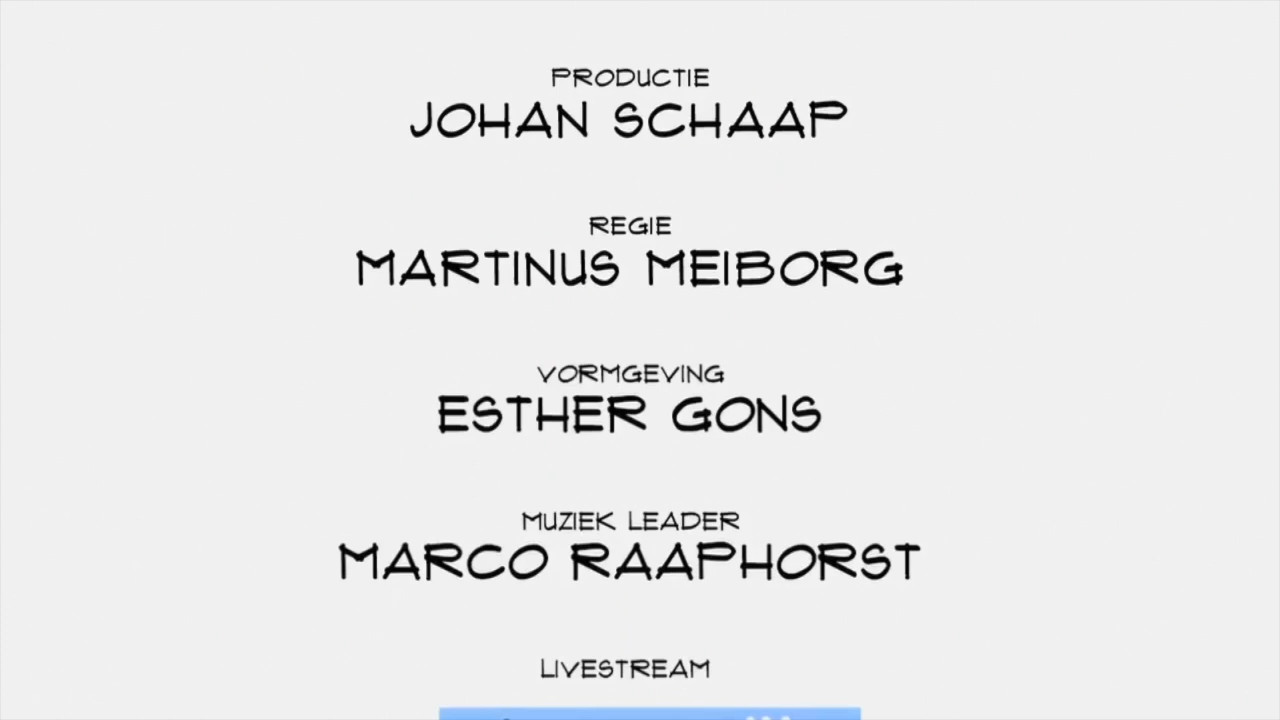 PRODUCTIE
JOHAN SCHAAP
REGIE
MARTINUS MEIBORG
VORMGEVING
ESTHER GONS
MUZIEK LEADER
MARCO RAAPHORST
LIVESTREAM